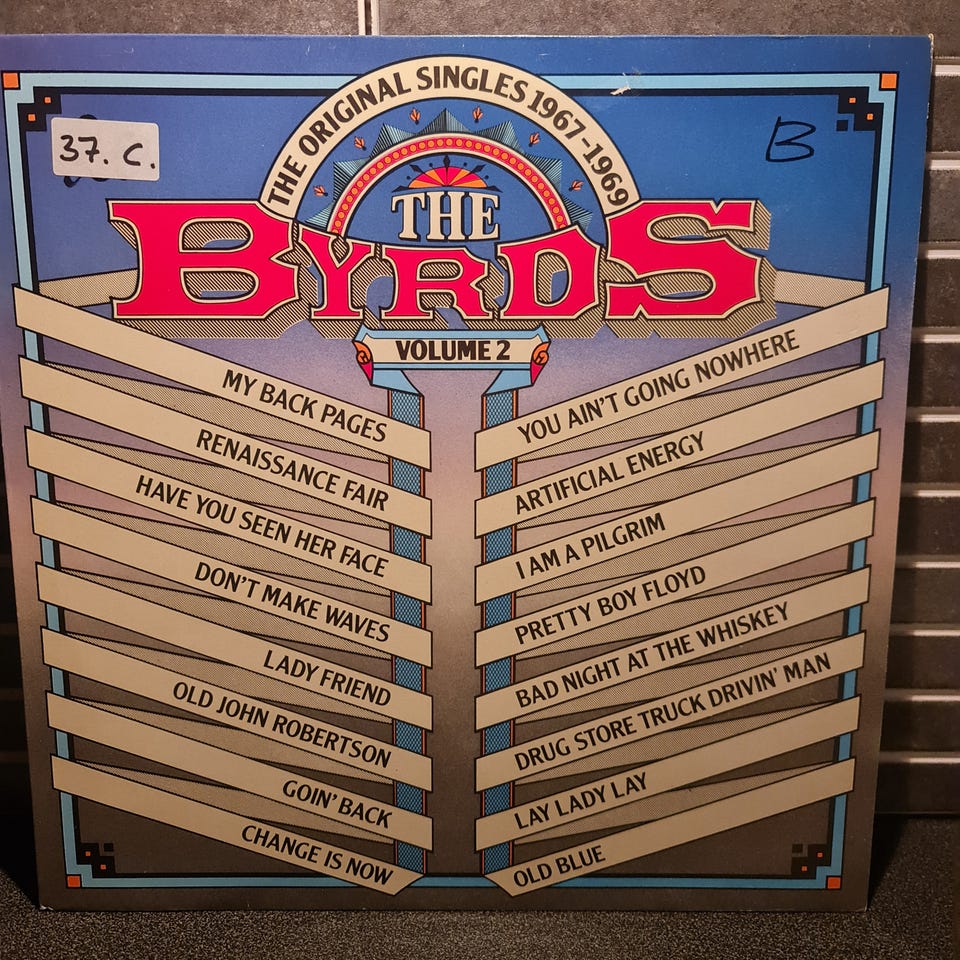 THE ORIGINAL SINGLES 1967-1969
37. C.
B
THE
BYRDS
VOLUME 2
MY BACK PAGES
RENAISSANCE FAIR
HAVE YOU SEEN HER FACE
DON'T MAKE WAVES
LADY FRIEND
OLD JOHN ROBERTSON
GOIN' BACK
CHANGE IS NOW
YOU AIN'T GOING NOWHERE
ARTIFICIAL ENERGY
I AM A PILGRIM
PRETTY BOY FLOYD
BAD NIGHT AT THE WHISKEY
DRUG STORE TRUCK DRIVIN' MAN
LAY LADY LAY
OLD BLUE